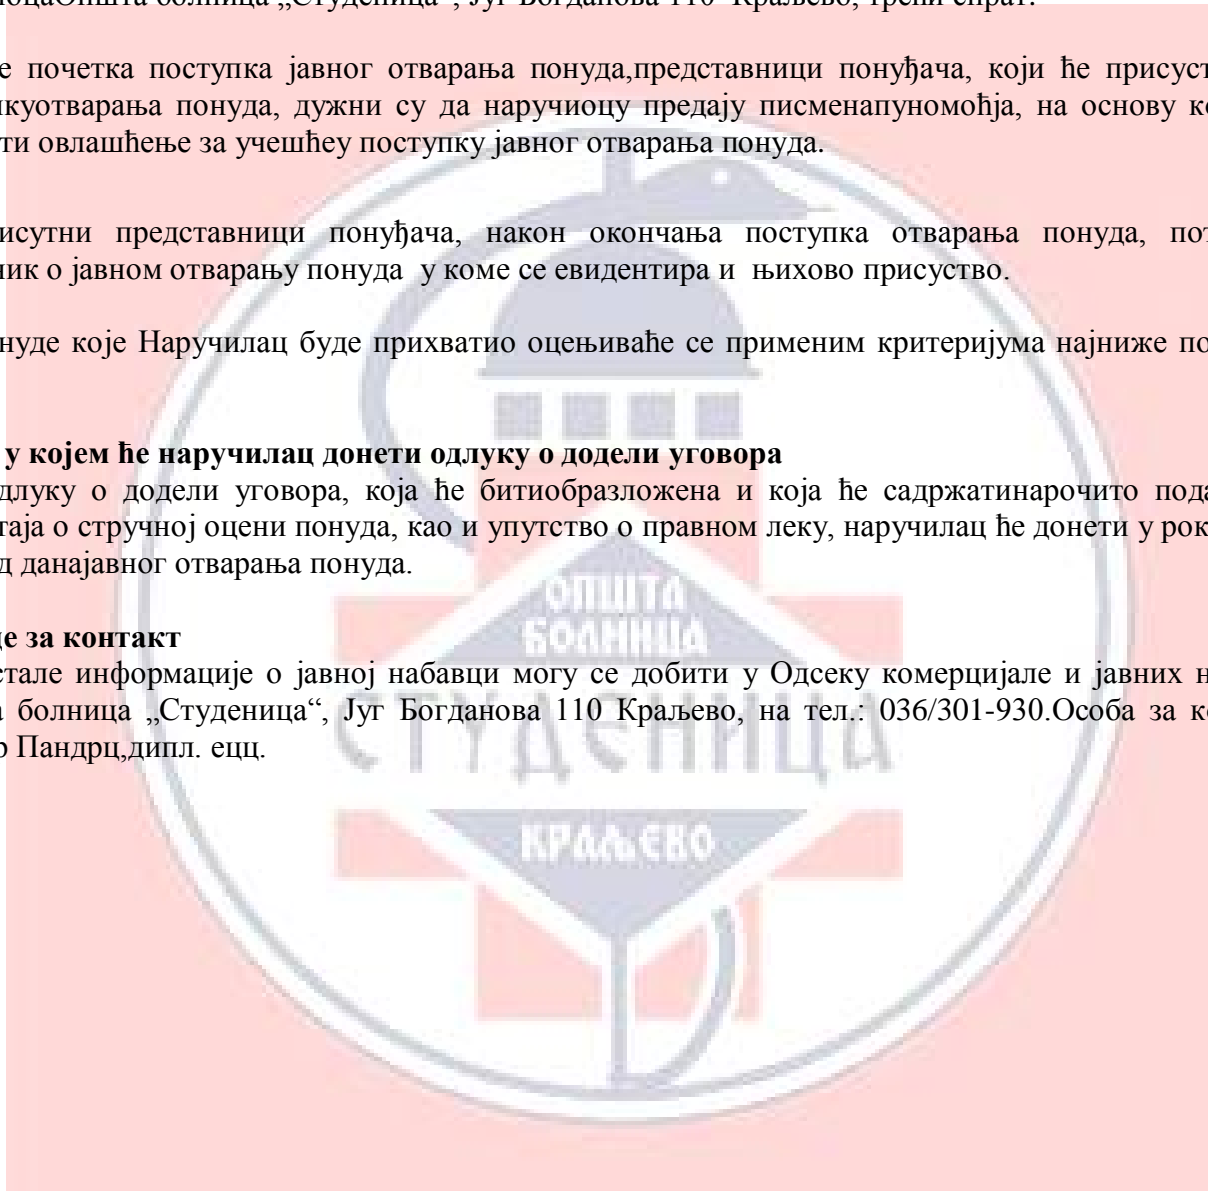 оцаОпшта болница „Студеница“, Југ Богданова 110 Краљево, трећи спрат.
е почетка поступка јавног отварања понуда,представници понуђача, који ће присуст
куотварања понуда, дужни су да наручиоцу предају писменапуномоћја, на основу к
ти овлашћење за учешћеу поступку јавног отварања понуда.
исутни представници понуђача, након окончања поступка отварања понуда, пот
ник о јавном отварању понуда у коме се евидентира и њихово присуство.
нуде које Наручилац буде прихватио оцењиваће се применим критеријума најниже по
у којем ће наручилац донети одлуку о додели уговора
длуку о додели уговора, која ће битиобразложена и која ће садржатинарочито пода
таја о стручној оцени понуда, као и упутство о правном леку, наручилац ће донети у рок
д данајавног отварања понуда.
ОПШТА
БОЛНИЦА
е за контакт
стале информације о јавној набавци могу се добити у Одсеку комерцијале и јавних н
а болница „Студеница“, Југ Богданова 110 Краљево, на тел.: 036/301-930.Особа за к
р Пандрц,дипл. ецц.
СТУДЕНИЦА
КРАЉЕВО